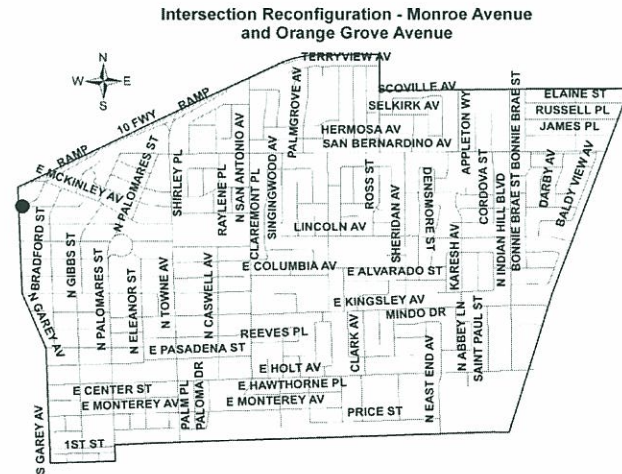 Intersection Reconfiguration - Monroe Avenue
and Orange Grove Avenue
N
W E
S
TERRYVIEW AV
SCOVILLE AV
SELKIRK AV
ELAINE ST
RUSSELL PL
JAMES PL
RAMP
10 FWY
RAMP
E MCKINLEY AV
N PALOMARES ST
SHIRLEY PL
RAYLENE PL
N SAN ANTONIO AV
CLAREMONT PL
SINGINGWOOD AV
PALMGROVE AV
HERMOSA AV
SAN BERNARDINO AV
ROSS ST
SHERIDAN AV
DENSMORE ST
APPLETON WY
KARESH AV
CORDOVA ST
N INDIAN HILL BLVD
BONNIE BRAE ST
BONNIE BRAE ST
DARBY AV
BALDY VIEW AV
LINCOLN AV
N BRADFORD ST
N GAREY AV
N GIBBS ST
N PALOMARES ST
N ELEANOR ST
N TOWNE AV
N CASWELL AV
E COLUMBIA AV
E ALVARADO ST
E KINGSLEY AV
MINDO DR
REEVES PL
CLARK AV
N ABBEY LN
SAINT PAUL ST
E PASADENA ST
E HOLT AV
E CENTER ST
E HAWTHORNE PL
E MONTEREY AV
PALM PL
PALOMA DR
E MONTEREY AV
PRICE ST
N EAST END AV
S GAREY AV
1ST ST